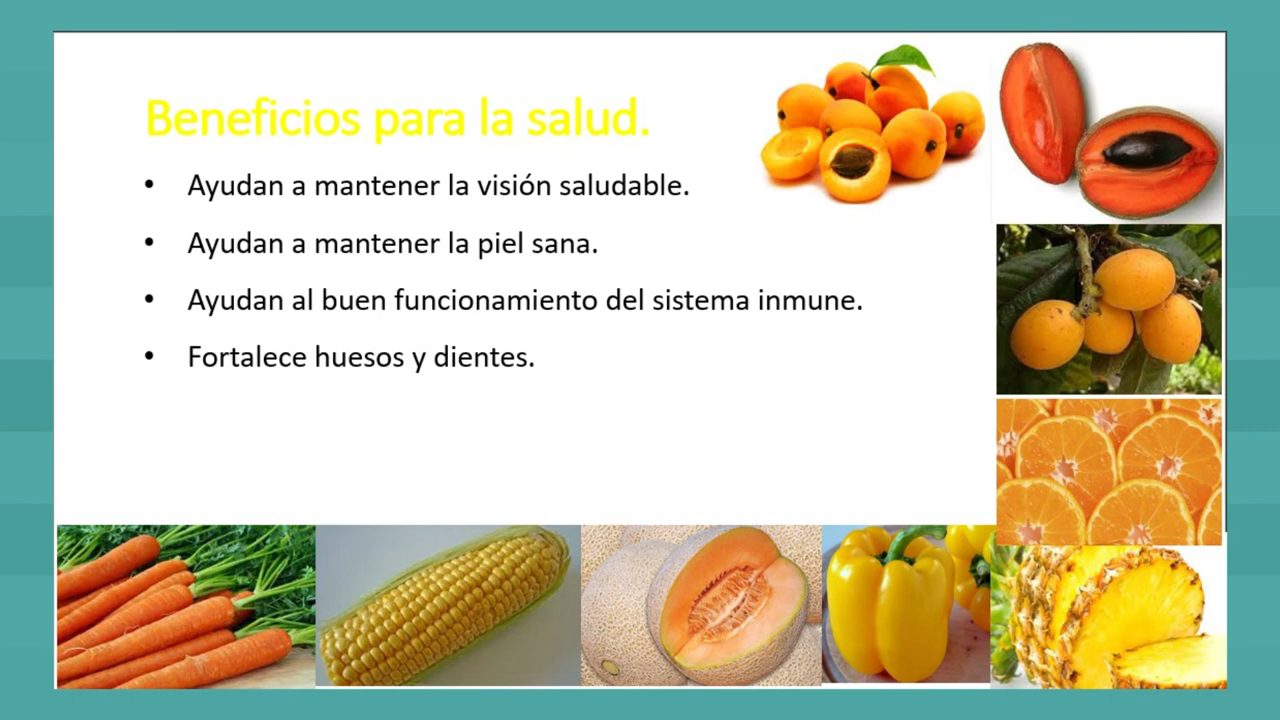 Beneficios para la salud.
• Ayudan a mantener la visión saludable.
• Ayudan a mantener la piel sana.
• Ayudan al buen funcionamiento del sistema inmune.
• Fortalece huesos y dientes.